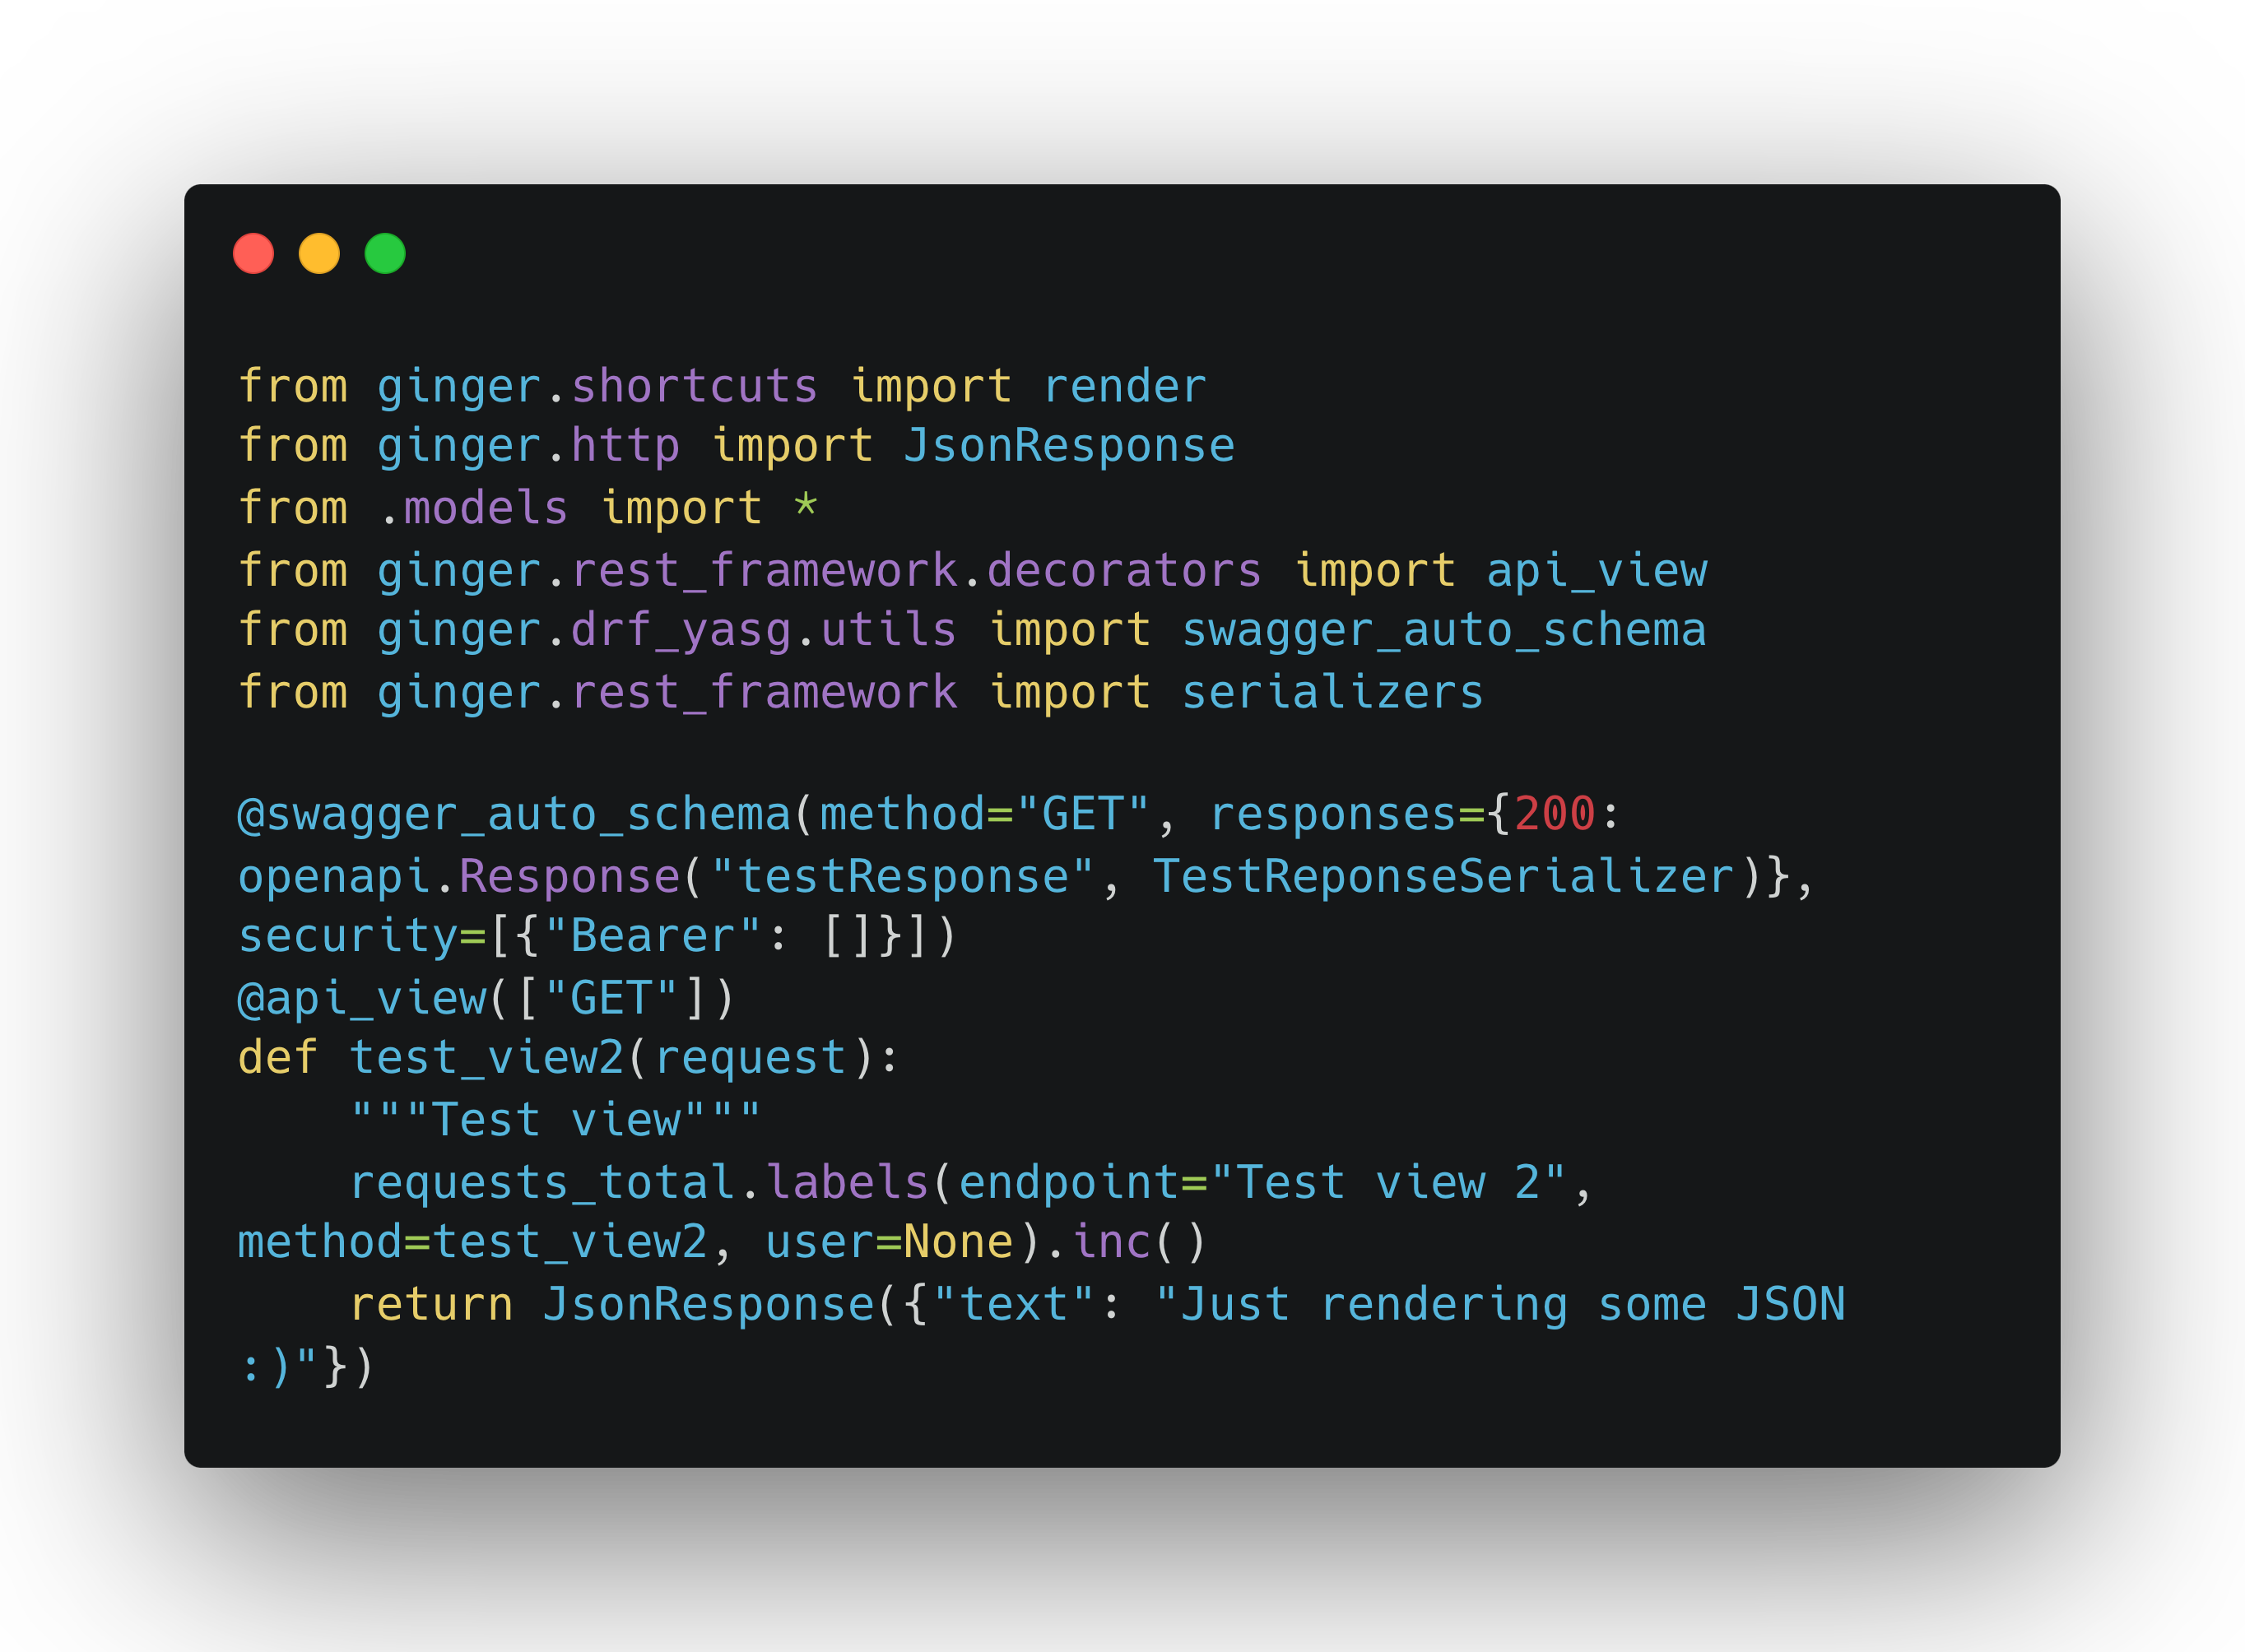 from ginger.shortcuts import render
from ginger.http import JsonResponse
from .models import *
from ginger.rest_framework.decorators import api_view
from ginger.drf_yasg.utils import swagger_auto_schema
from ginger.rest_framework import serializers

@swagger_auto_schema(method="GET", responses={200:
openapi.Response("testResponse", TestReponseSerializer)},
security=[{"Bearer": []}])
@api_view(["GET"])
def test_view2(request):
    """Test view"""
    requests_total.labels(endpoint="Test view 2",
method=test_view2, user=None).inc()
    return JsonResponse({"text": "Just rendering some JSON
:)"})